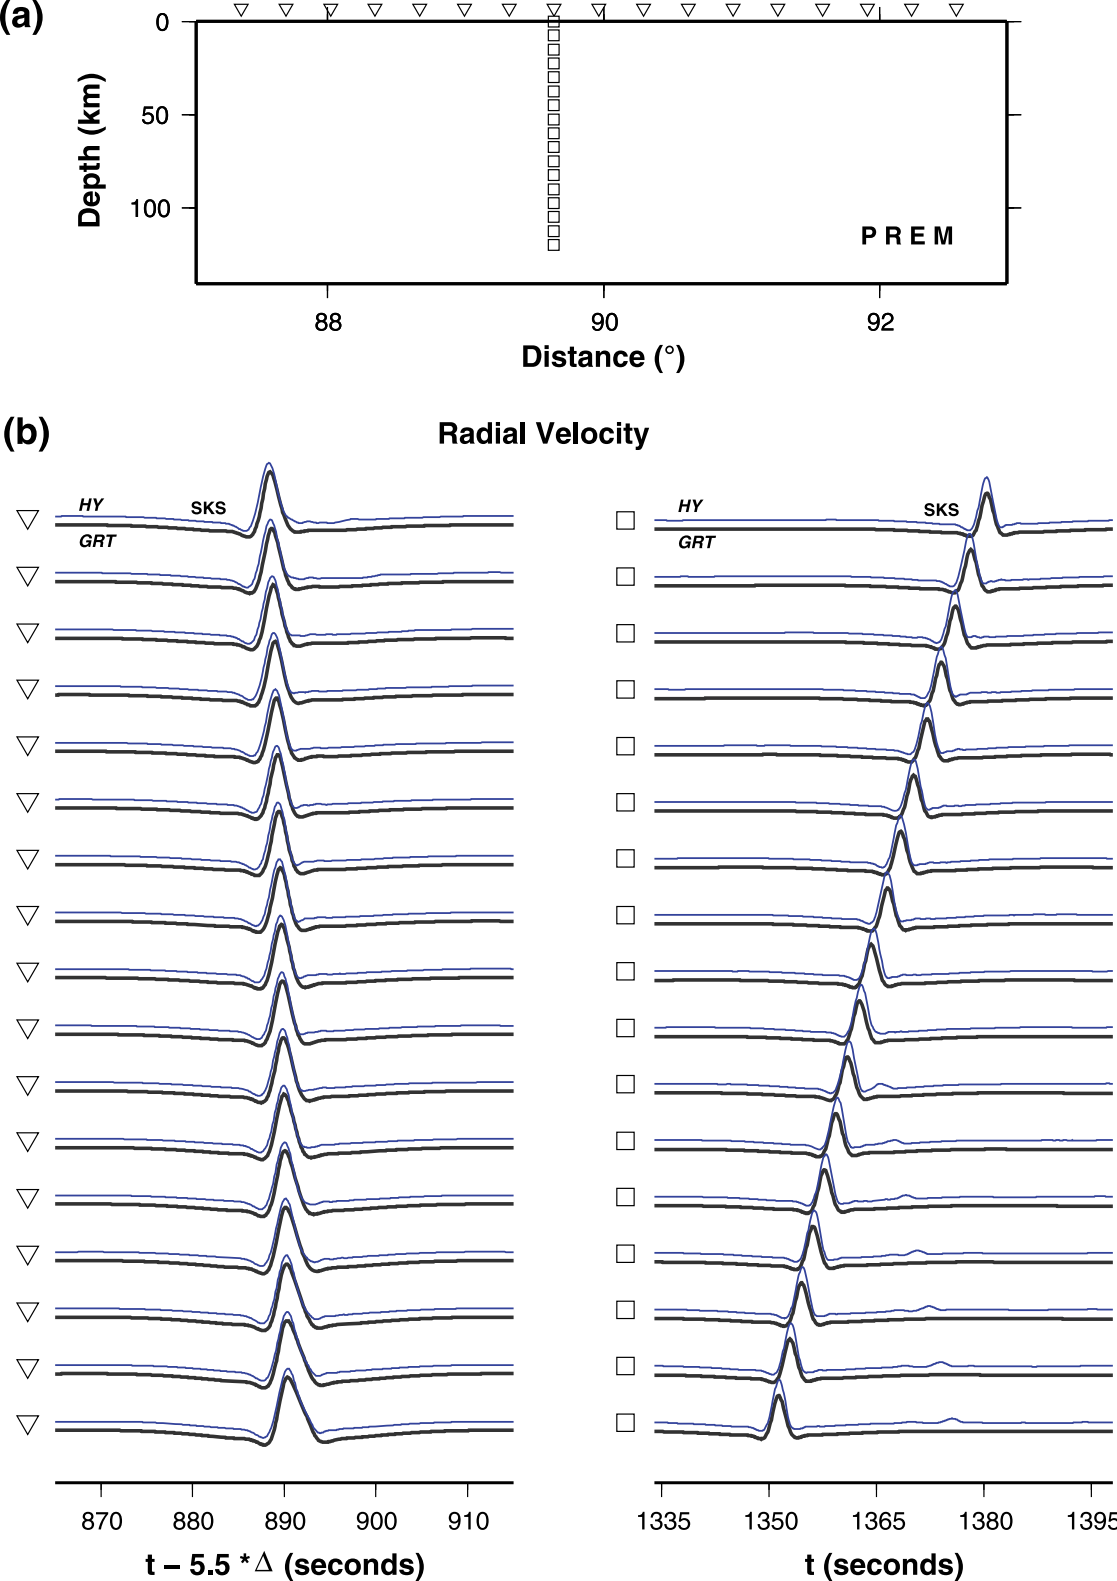 (a)
0
50
100
Depth (km)
P R E M
88 90 92
Distance (°)
(b)
Radial Velocity
HY SKS
GRT
HY SKS
GRT
870 880 890 900 910
t – 5.5 * Δ (seconds)
1335 1350 1365 1380 1395
t (seconds)